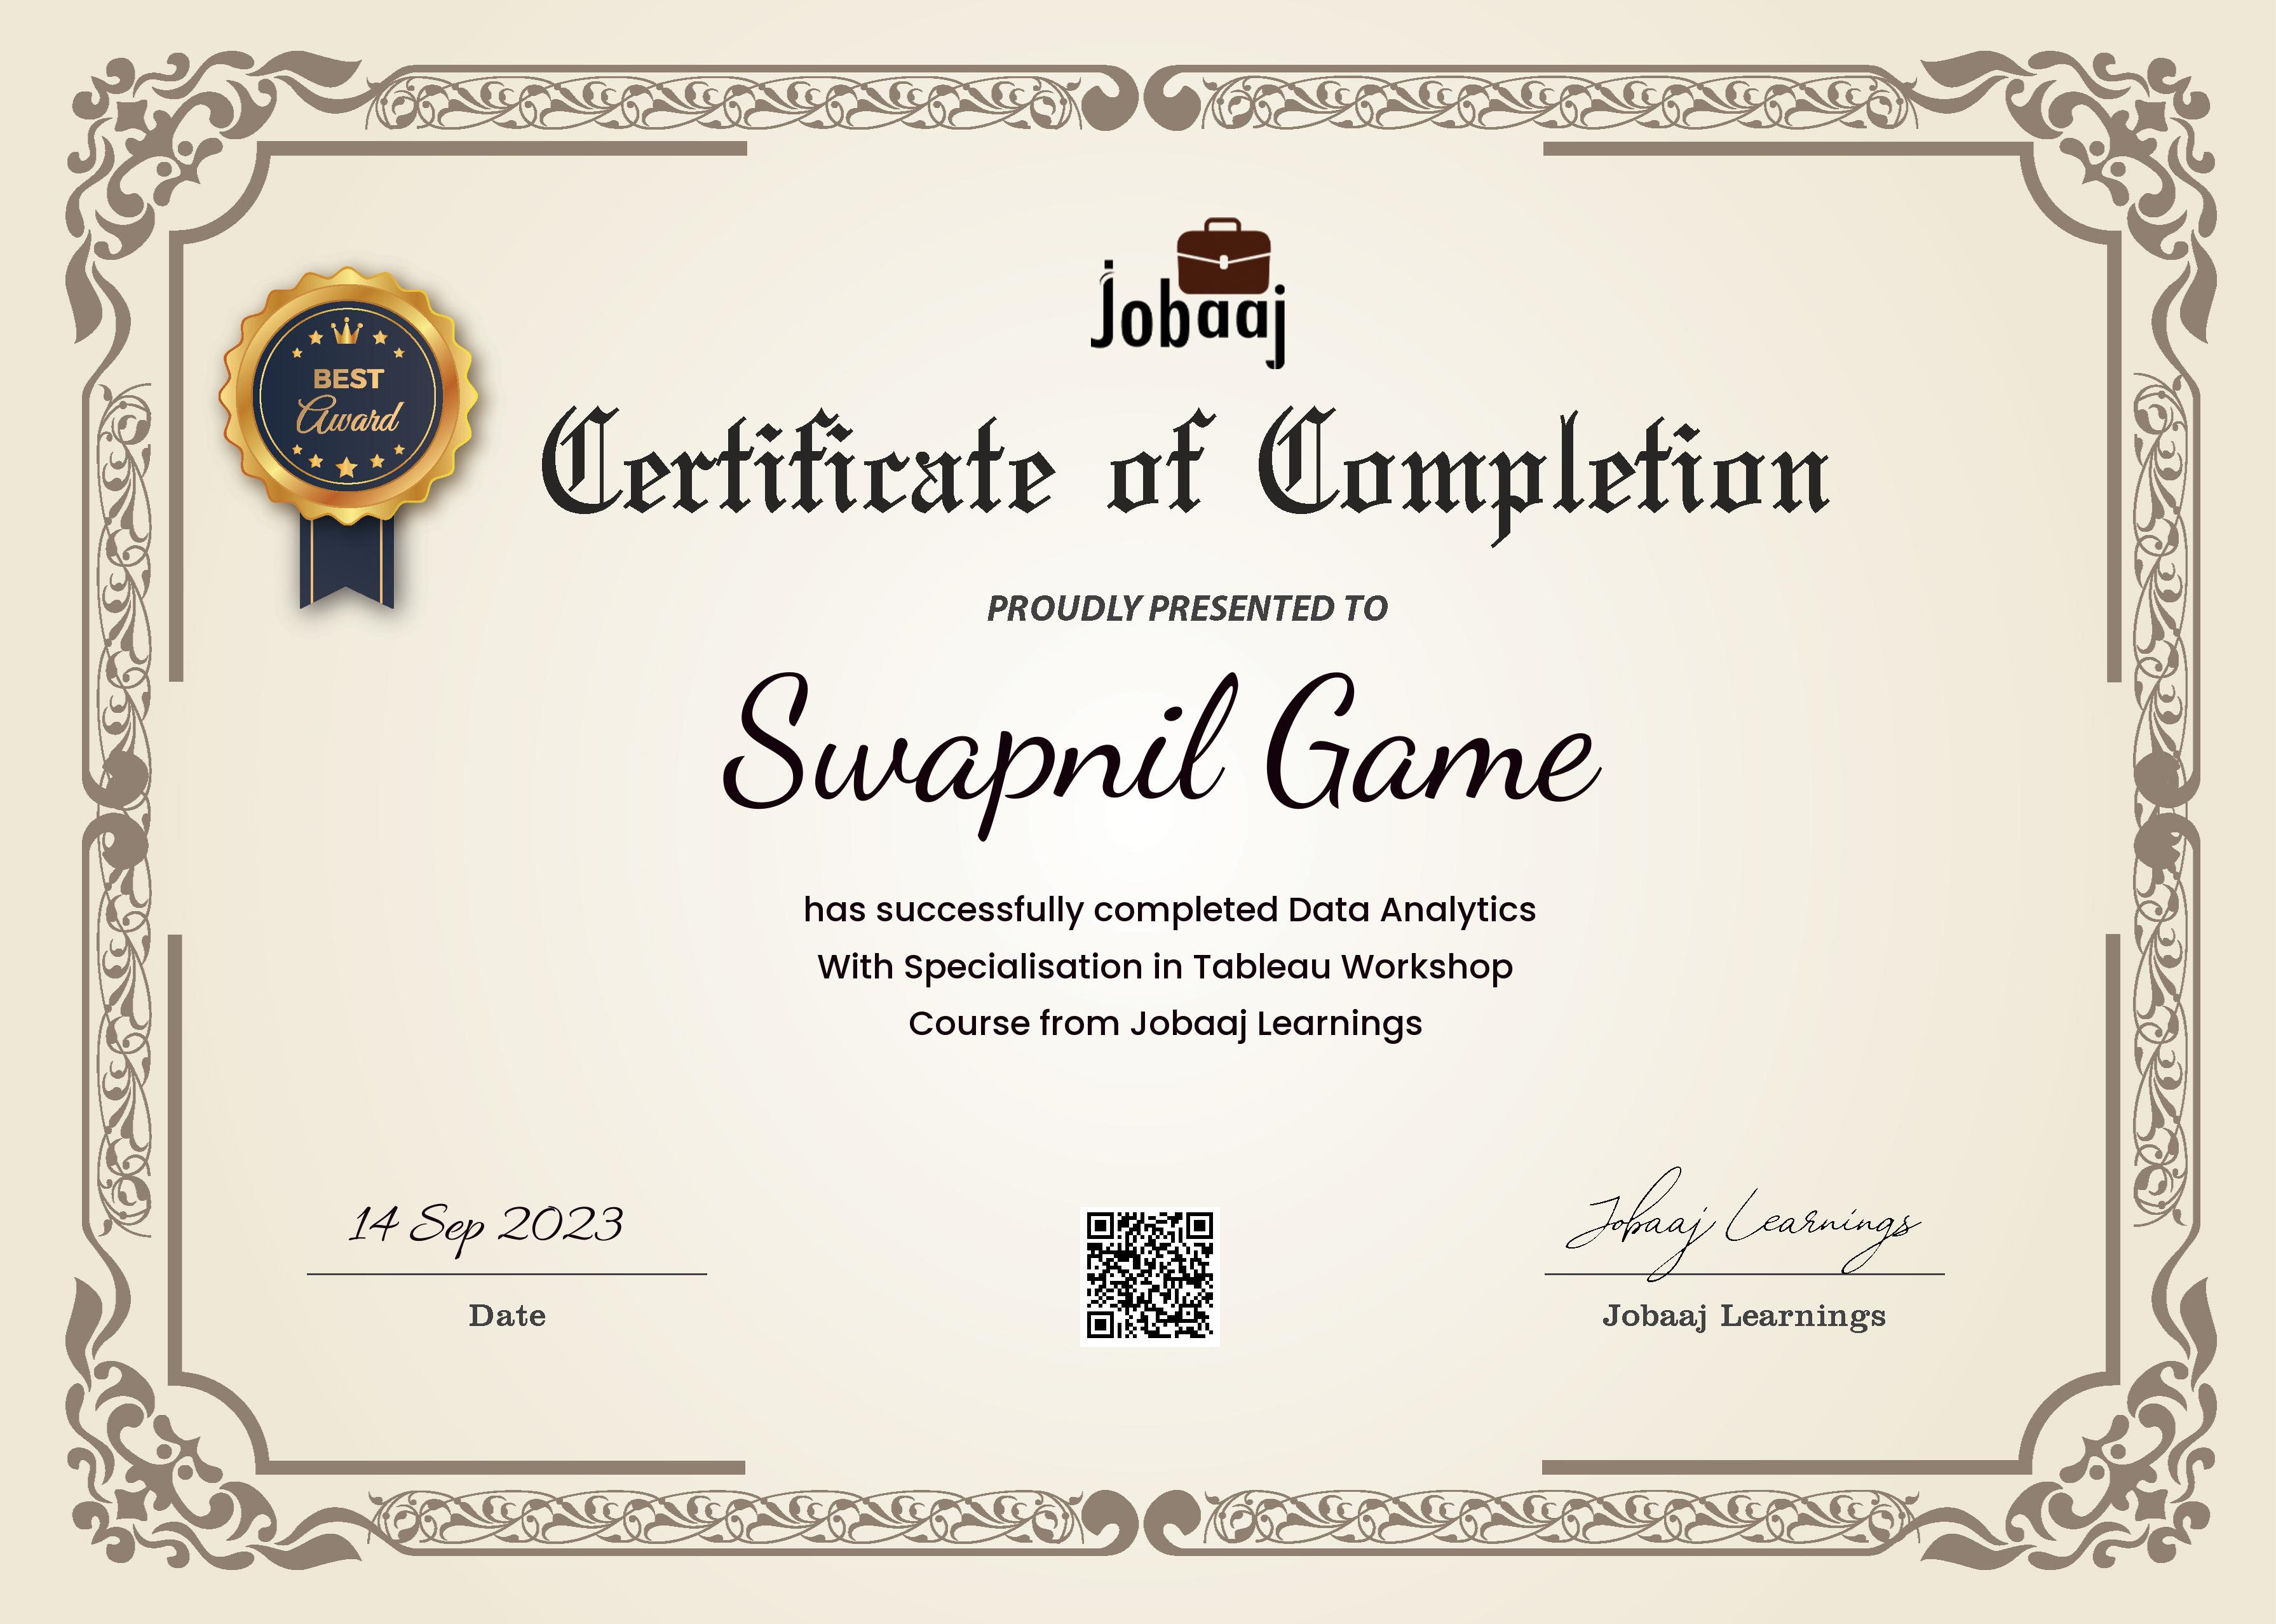 Jobaaj
BEST
Award
Certificate of Completion
PROUDLY PRESENTED TO
Swapnil Game
has successfully completed Data Analytics
With Specialisation in Tableau Workshop
Course from Jobaaj Learnings
14 Sep 2023
Date
Jobaaj Learnings
Jobaaj Learnings